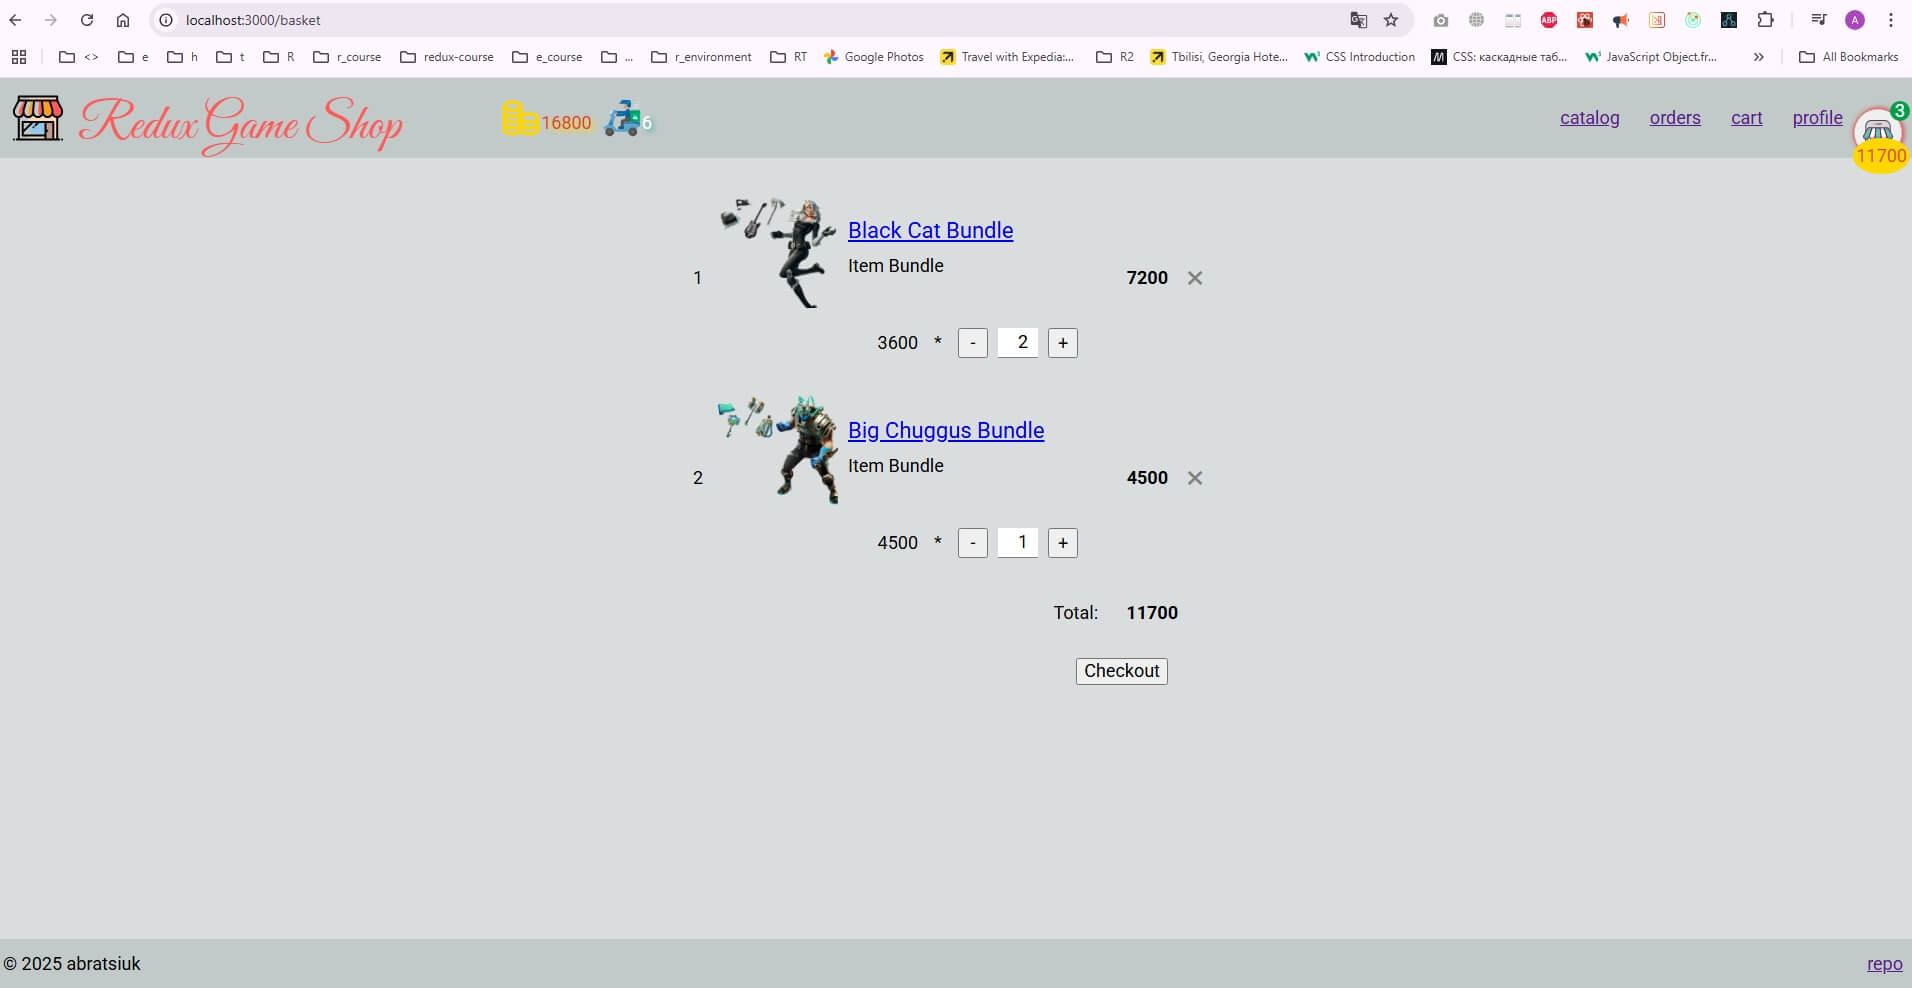 localhost:3000/basket
ABP
A
<> e h t R r_course redux-course e_course ... r_environment RT Google Photos Travel with Expedia:... R2 Tbilisi, Georgia Hote... CSS Introduction CSS: каскадные таб... JavaScript Object.fr... » All Bookmarks
Redux Game Shop 16800 6 catalog orders cart profile 3
11700
Black Cat Bundle
Item Bundle
1 7200 ×
3600 * - 2 +
Big Chuggus Bundle
Item Bundle
2 4500 ×
4500 * - 1 +
Total: 11700
Checkout
© 2025 abratsiuk repo